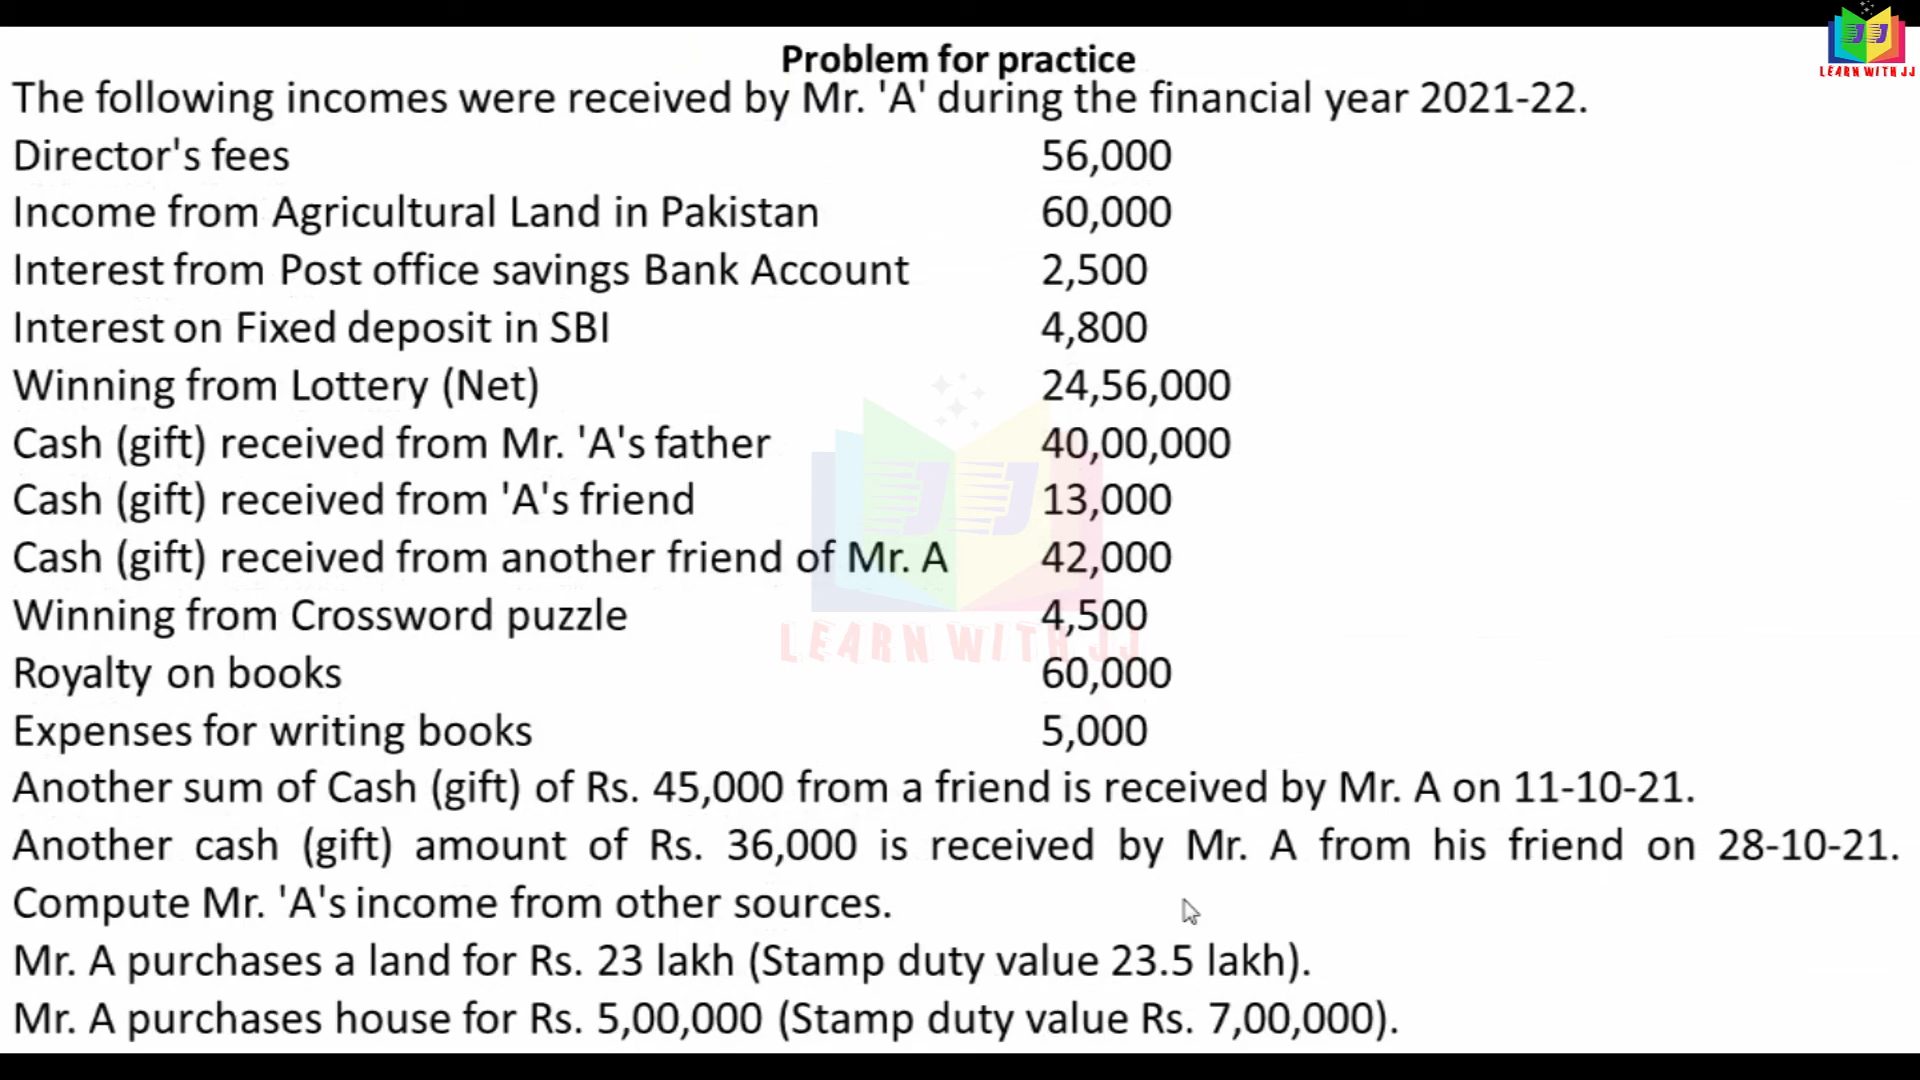 LEARN WITH JJ
Problem for practice
The following incomes were received by Mr. 'A' during the financial year 2021-22.
Director's fees 56,000
Income from Agricultural Land in Pakistan 60,000
Interest from Post office savings Bank Account 2,500
Interest on Fixed deposit in SBI 4,800
Winning from Lottery (Net) 24,56,000
Cash (gift) received from Mr. 'A's father 40,00,000
Cash (gift) received from 'A's friend 13,000
Cash (gift) received from another friend of Mr. A 42,000
Winning from Crossword puzzle 4,500
LEARN WITH JJ
Royalty on books 60,000
Expenses for writing books 5,000
Another sum of Cash (gift) of Rs. 45,000 from a friend is received by Mr. A on 11-10-21.
Another cash (gift) amount of Rs. 36,000 is received by Mr. A from his friend on 28-10-21.
Compute Mr. 'A's income from other sources.
Mr. A purchases a land for Rs. 23 lakh (Stamp duty value 23.5 lakh).
Mr. A purchases house for Rs. 5,00,000 (Stamp duty value Rs. 7,00,000).